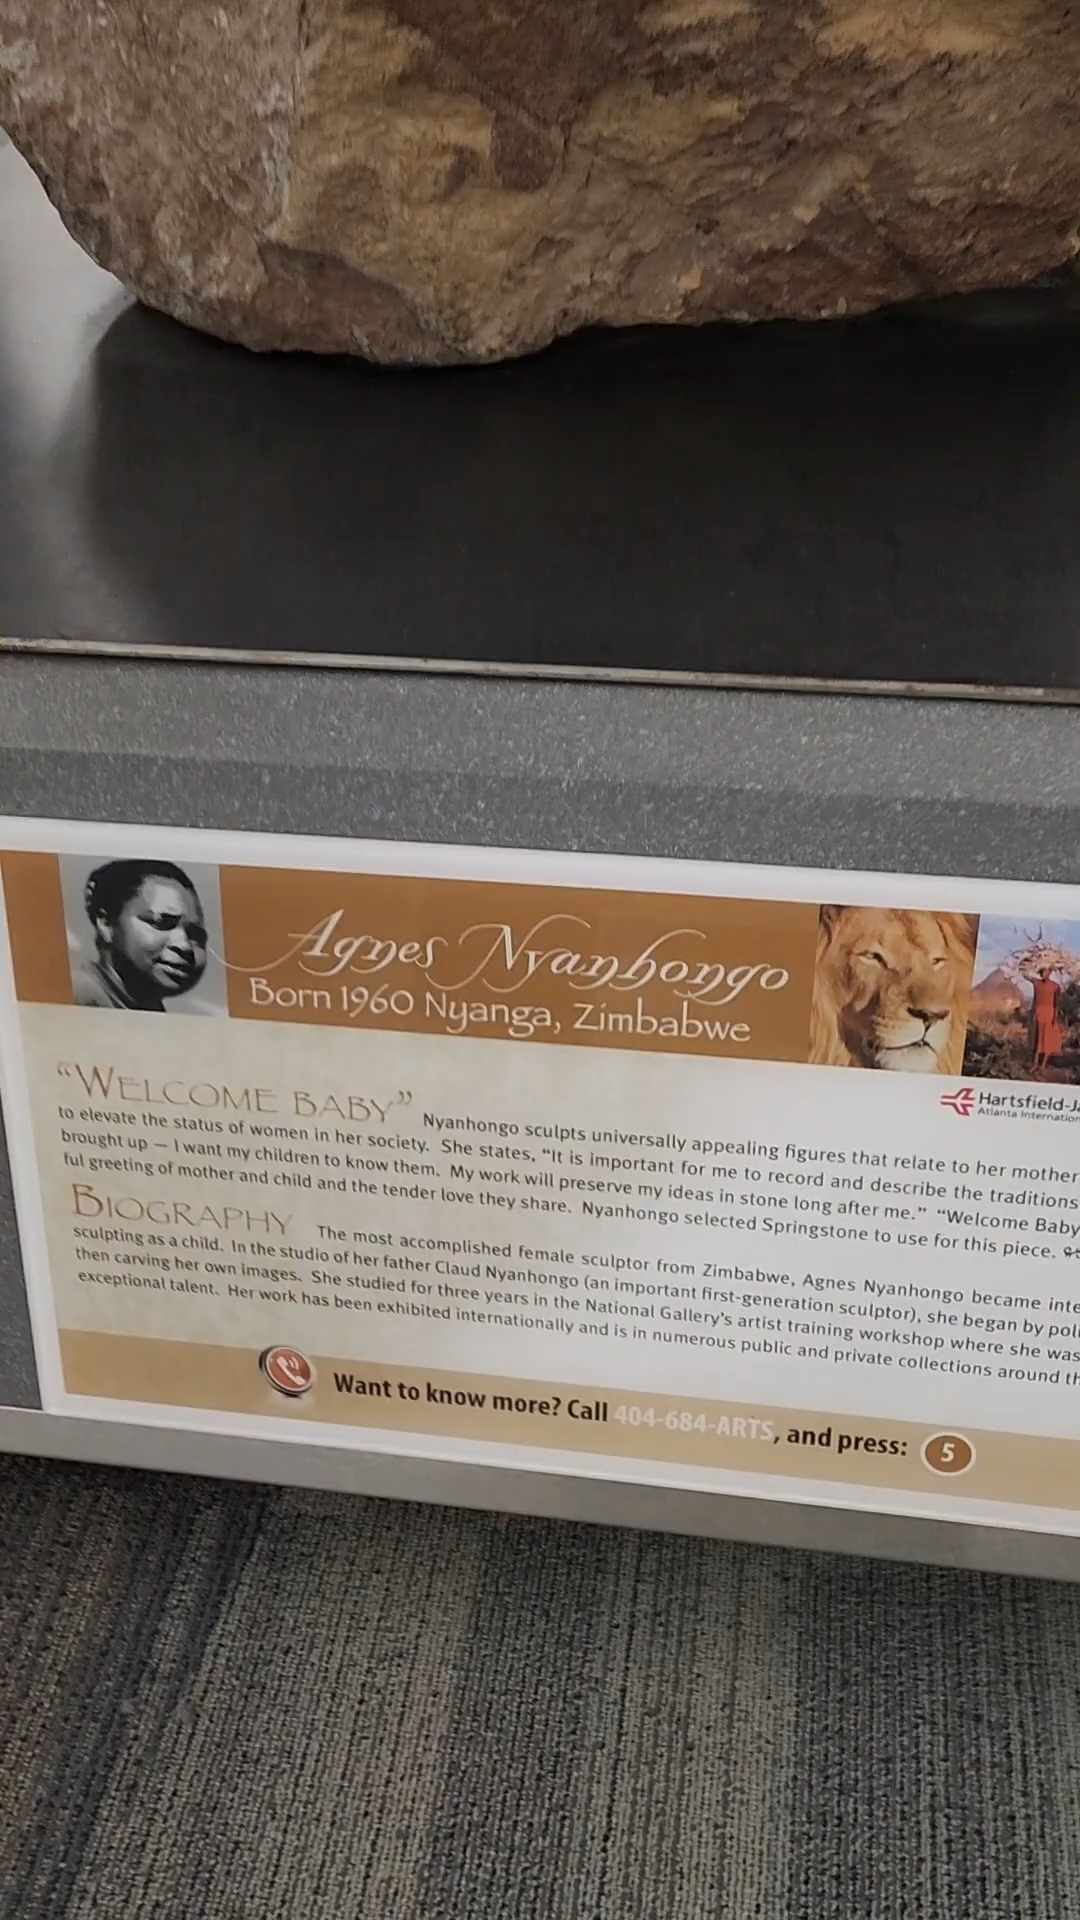 Agnes Nyanhongo
Born 1960 Nyanga, Zimbabwe
Hartsfield-Ja
Atlanta Internation
“WELCOME BABY” Nyanhongo sculpts universally appealing figures that relate to her mother
to elevate the status of women in her society. She states, “It is important for me to record and describe the traditions
brought up — I want my children to know them. My work will preserve my ideas in stone long after me.” “Welcome Baby
ful greeting of mother and child and the tender love they share. Nyanhongo selected Springstone to use for this piece.
BIOGRAPHY The most accomplished female sculptor from Zimbabwe, Agnes Nyanhongo became inte
sculpting as a child. In the studio of her father Claud Nyanhongo (an important first-generation sculptor), she began by poli
then carving her own images. She studied for three years in the National Gallery's artist training workshop where she was
exceptional talent. Her work has been exhibited internationally and is in numerous public and private collections around th
Want to know more? Call 404-684-ARTS, and press: 5